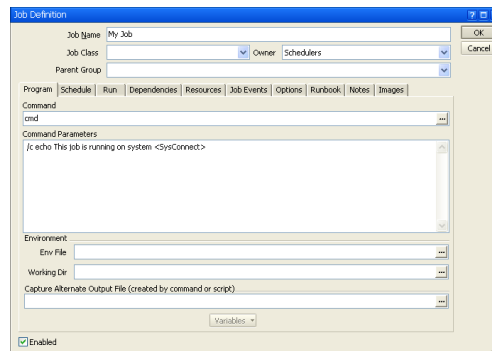 Job Definition
Job Name My Job
OK
Job Class Owner Schedulers
Cancel
Parent Group
Program Schedule Run Dependencies Resources Job Events Options Runbook Notes Images
Command
cmd
Command Parameters
/c echo This job is running on system <SysConnect>
Environment
Env File
Working Dir
Capture Alternate Output File (created by command or script)
Variables
Enabled